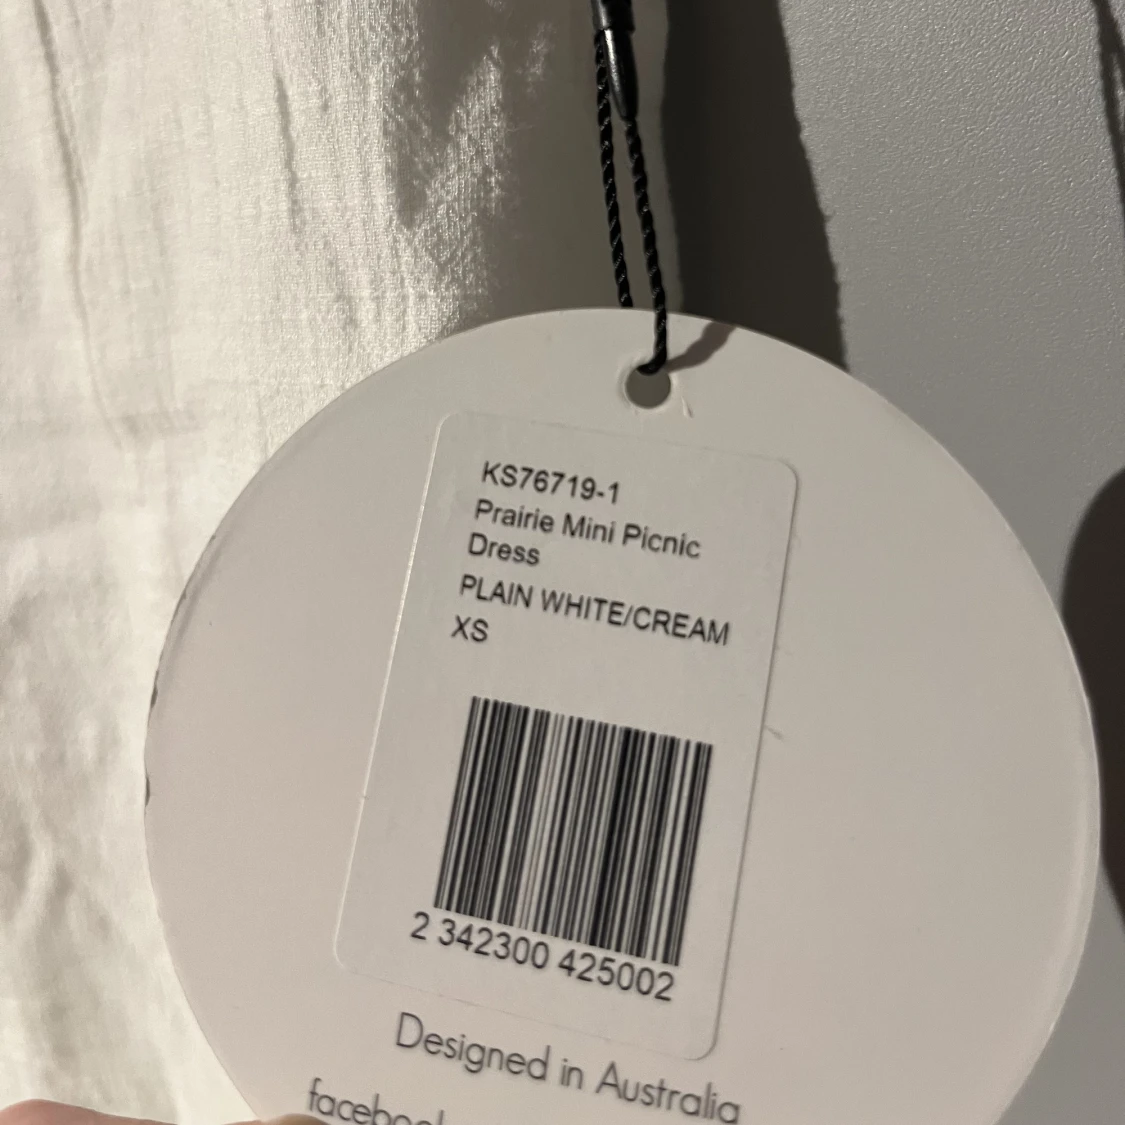 KS76719-1
Prairie Mini Picnic
Dress
PLAIN WHITE/CREAM
XS
2 342300 425002
Designed in Australia